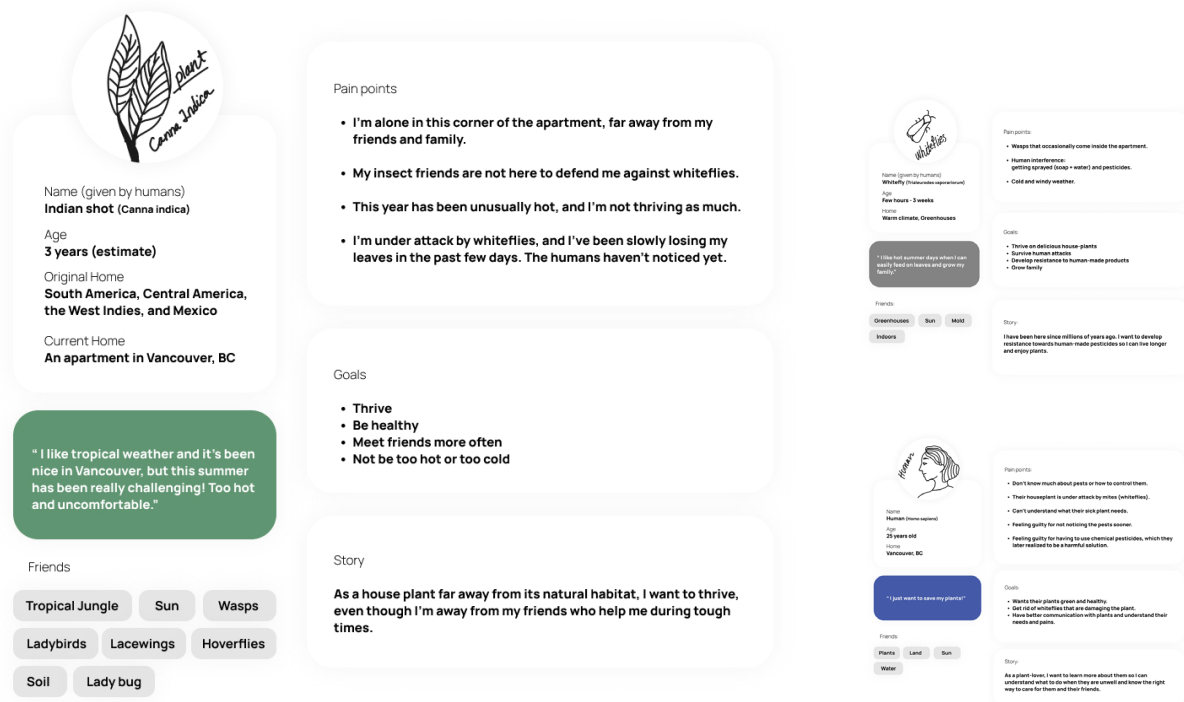 plant
Canna Indica
Name (given by humans)
Indian shot (Canna indica)
Age
3 years (estimate)
Original Home
South America, Central America,
the West Indies, and Mexico
Current Home
An apartment in Vancouver, BC
“ I like tropical weather and it’s been
nice in Vancouver, but this summer
has been really challenging! Too hot
and uncomfortable.”
Friends
Tropical Jungle
Sun
Wasps
Ladybirds
Lacewings
Hoverflies
Soil
Lady bug
Pain points
• I’m alone in this corner of the apartment, far away from my
friends and family.
• My insect friends are not here to defend me against whiteflies.
• This year has been unusually hot, and I’m not thriving as much.
• I’m under attack by whiteflies, and I’ve been slowly losing my
leaves in the past few days. The humans haven’t noticed yet.
Goals
• Thrive
• Be healthy
• Meet friends more often
• Not be too hot or too cold
Story
As a house plant far away from its natural habitat, I want to thrive,
even though I’m away from my friends who help me during tough
times.
Whiteflies
Name (given by humans)
Whitefly (Trialeurodes vaporariorum)
Age
Few hours - 3 weeks
Home
Warm climate, Greenhouses
“ I like hot summer days when I can
easily feed on leaves and grow my
family.”
Friends
Greenhouses
Sun
Mold
Indoors
Pain points:
• Wasps that occasionally come inside the apartment.
• Human interference:
getting sprayed (soap + water) and pesticides.
• Cold and windy weather.
Goals:
• Thrive on delicious house-plants
• Survive human attacks
• Develop resistance to human-made products
• Grow family
Story:
I have been here since millions of years ago. I want to develop
resistance towards human-made pesticides so I can live longer
and enjoy plants.
Human
Name
Human (Homo sapiens)
Age
25 years old
Home
Vancouver, BC
“ I just want to save my plants!”
Friends
Plants
Land
Sun
Water
Pain points:
• Don’t know much about pests or how to control them.
• Their houseplant is under attack by mites (whiteflies).
• Can’t understand what their sick plant needs.
• Feeling guilty for not noticing the pests sooner.
• Feeling guilty for having to use chemical pesticides, which they
later realized to be a harmful solution.
Goals:
• Wants their plants green and healthy.
• Get rid of whiteflies that are damaging the plant.
• Have better communication with plants and understand their
needs and pains.
Story:
As a plant-lover, I want to learn more about them so I can
understand what to do when they are unwell and know the right
way to care for them and their friends.